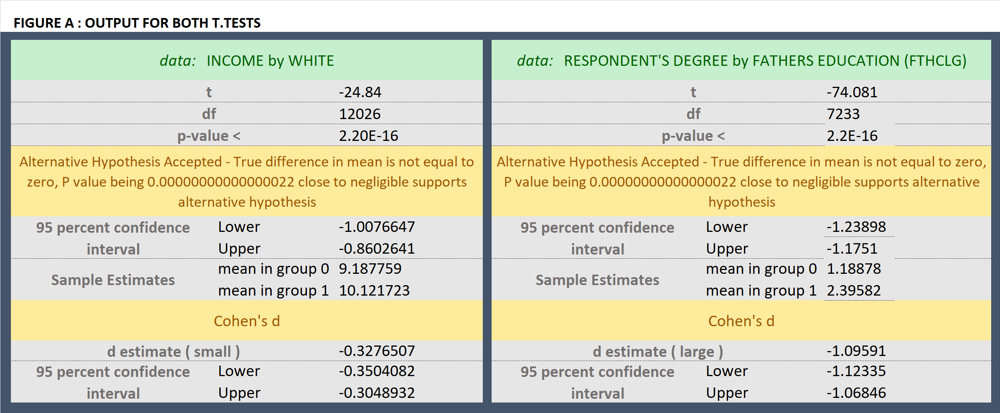 FIGURE A : OUTPUT FOR BOTH T.TESTS
data: INCOME by WHITE
t -24.84
df 12026
p-value < 2.20E-16
Alternative Hypothesis Accepted - True difference in mean is not equal to
zero, P value being 0.00000000000000022 close to negligible supports
alternative hypothesis
95 percent confidence interval
Lower -1.0076647
Upper -0.8602641
Sample Estimates
mean in group 0 9.187759
mean in group 1 10.121723
Cohen's d
d estimate ( small ) -0.3276507
95 percent confidence interval
Lower -0.3504082
Upper -0.3048932
data: RESPONDENT'S DEGREE by FATHERS EDUCATION (FTHCLG)
t -74.081
df 7233
p-value < 2.2E-16
Alternative Hypothesis Accepted - True difference in mean is not equal to zero,
P value being 0.00000000000000022 close to negligible supports alternative
hypothesis
95 percent confidence interval
Lower -1.23898
Upper -1.1751
Sample Estimates
mean in group 0 1.18878
mean in group 1 2.39582
Cohen's d
d estimate ( large ) -1.09591
95 percent confidence interval
Lower -1.12335
Upper -1.06846